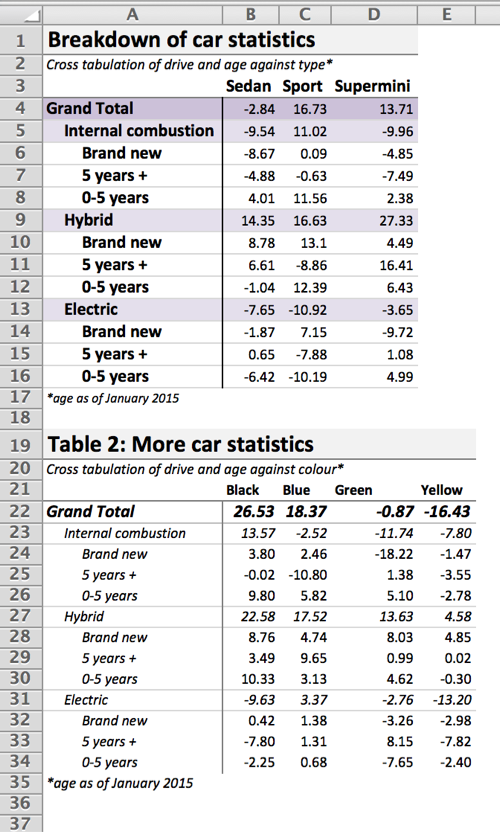 A B C D E
1 Breakdown of car statistics
2 Cross tabulation of drive and age against type*
3 Sedan Sport Supermini
4 Grand Total -2.84 16.73 13.71
5 Internal combustion -9.54 11.02 -9.96
6 Brand new -8.67 0.09 -4.85
7 5 years + -4.88 -0.63 -7.49
8 0-5 years 4.01 11.56 2.38
9 Hybrid 14.35 16.63 27.33
10 Brand new 8.78 13.1 4.49
11 5 years + 6.61 -8.86 16.41
12 0-5 years -1.04 12.39 6.43
13 Electric -7.65 -10.92 -3.65
14 Brand new -1.87 7.15 -9.72
15 5 years + 0.65 -7.88 1.08
16 0-5 years -6.42 -10.19 4.99
17 *age as of January 2015
18
19 Table 2: More car statistics
20 Cross tabulation of drive and age against colour*
21 Black Blue Green Yellow
22 Grand Total 26.53 18.37 -0.87 -16.43
23 Internal combustion 13.57 -2.52 -11.74 -7.80
24 Brand new 3.80 2.46 -18.22 -1.47
25 5 years + -0.02 -10.80 1.38 -3.55
26 0-5 years 9.80 5.82 5.10 -2.78
27 Hybrid 22.58 17.52 13.63 4.58
28 Brand new 8.76 4.74 8.03 4.85
29 5 years + 3.49 9.65 0.99 0.02
30 0-5 years 10.33 3.13 4.62 -0.30
31 Electric -9.63 3.37 -2.76 -13.20
32 Brand new 0.42 1.38 -3.26 -2.98
33 5 years + -7.80 1.31 8.15 -7.82
34 0-5 years -2.25 0.68 -7.65 -2.40
35 *age as of January 2015
36
37